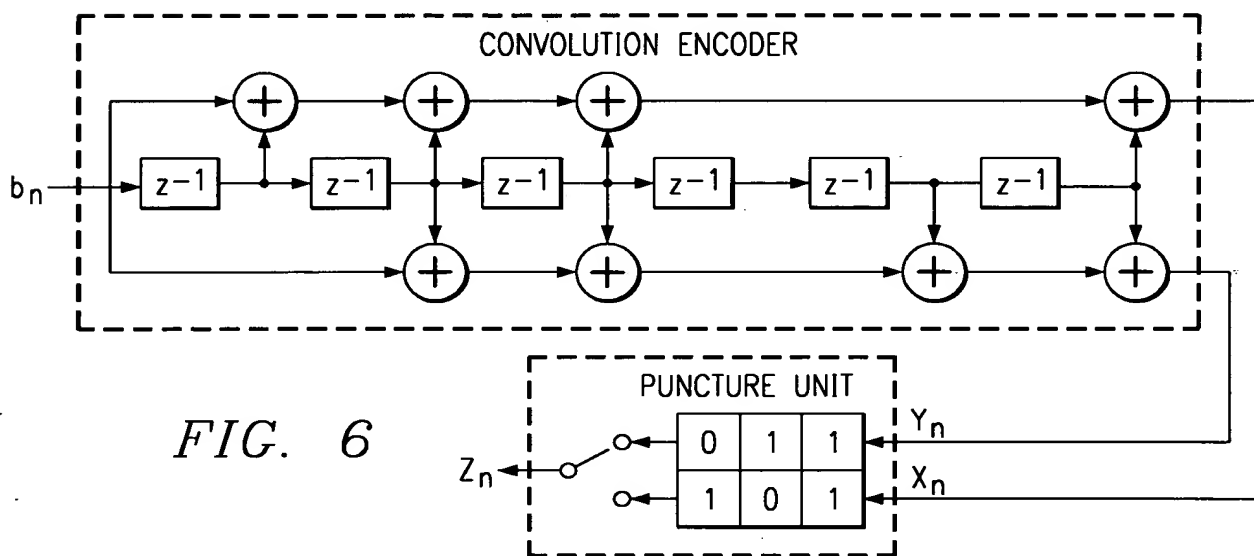 CONVOLUTION ENCODER
+ + + +
bₙ z⁻¹ z⁻¹ z⁻¹ z⁻¹ z⁻¹ z⁻¹
+ + + +
PUNCTURE UNIT
FIG. 6
0 1 1 Yₙ
Zₙ
1 0 1 Xₙ